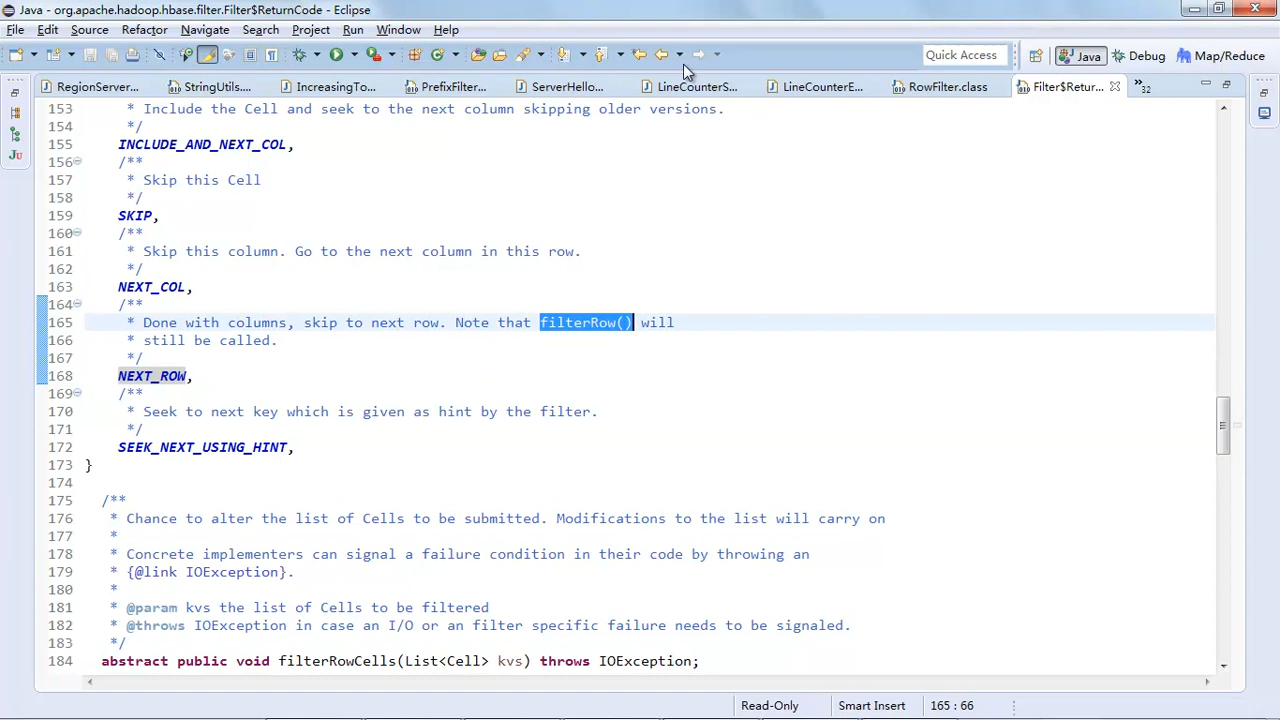 Java - org.apache.hadoop.hbase.filter.Filter$ReturnCode - Eclipse
File Edit Source Refactor Navigate Search Project Run Window Help
Quick Access Java Debug Map/Reduce
RegionServer... StringUtils.... IncreasingTo... PrefixFilter... ServerHello... LineCounterS... LineCounterE... RowFilter.class Filter$Retur... »32
153 * Include the Cell and seek to the next column skipping older versions.
154 */
155 INCLUDE_AND_NEXT_COL,
156 /**
157 * Skip this Cell
158 */
159 SKIP,
160 /**
161 * Skip this column. Go to the next column in this row.
162 */
163 NEXT_COL,
164 /**
165 * Done with columns, skip to next row. Note that filterRow() will
166 * still be called.
167 */
168 NEXT_ROW,
169 /**
170 * Seek to next key which is given as hint by the filter.
171 */
172 SEEK_NEXT_USING_HINT,
173 }
174
175 /**
176 * Chance to alter the list of Cells to be submitted. Modifications to the list will carry on
177 *
178 * Concrete implementers can signal a failure condition in their code by throwing an
179 * {@link IOException}.
180 *
181 * @param kvs the list of Cells to be filtered
182 * @throws IOException in case an I/O or an filter specific failure needs to be signaled.
183 */
184 abstract public void filterRowCells(List<Cell> kvs) throws IOException;
Read-Only Smart Insert 165 : 66